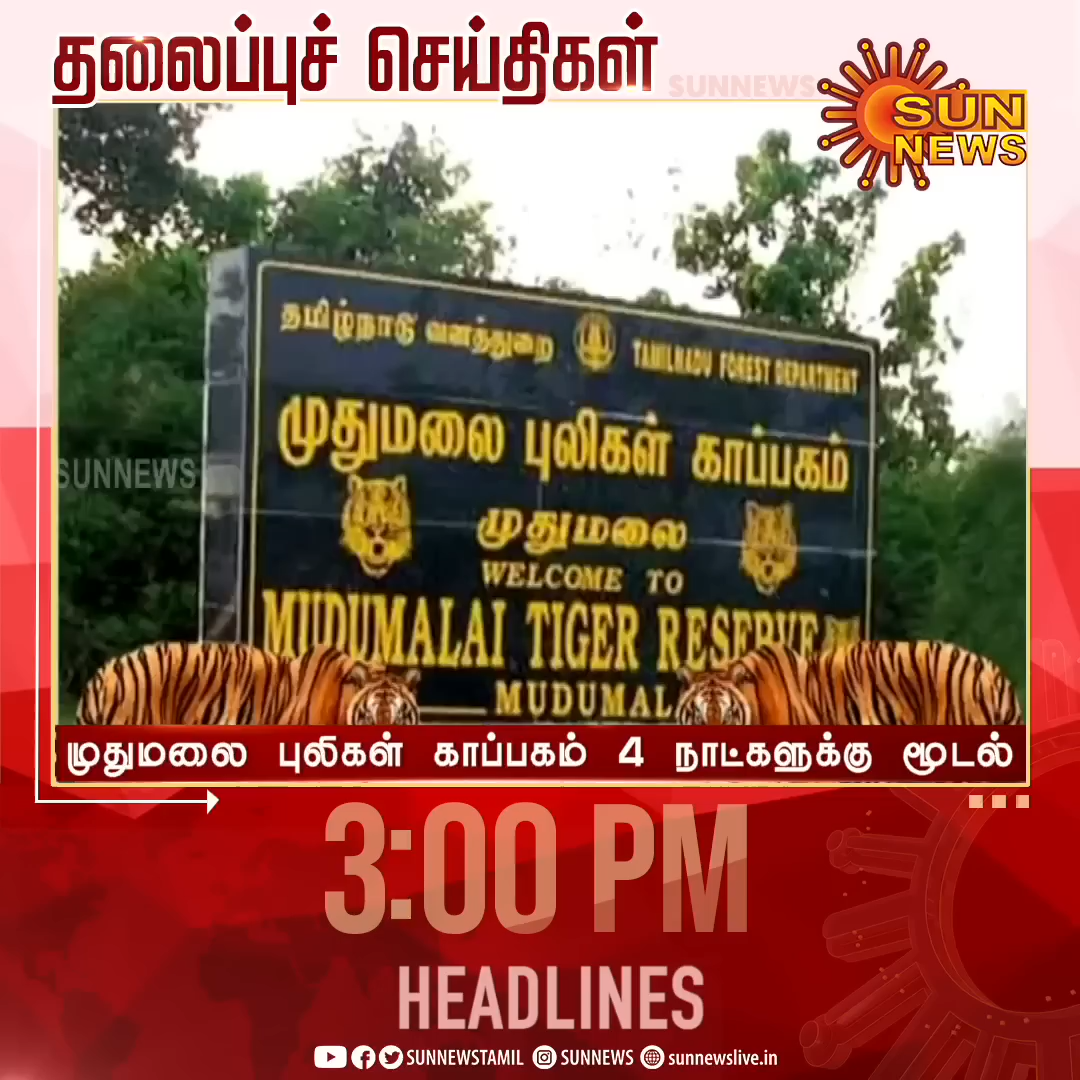 தலைப்புச் செய்திகள்
SUNNEWS
SUN
NEWS
தமிழ்நாடு வனத்துறை
TAMILNADU FOREST DEPARTMENT
முதுமலை புலிகள் காப்பகம்
SUNNEWS
முதுமலை
WELCOME TO
MUDUMALAI TIGER RESERVE
MUDUMAL
முதுமலை புலிகள் காப்பகம் 4 நாட்களுக்கு மூடல்
3:00 PM
HEADLINES
SUNNEWSTAMIL SUNNEWS sunnewslive.in